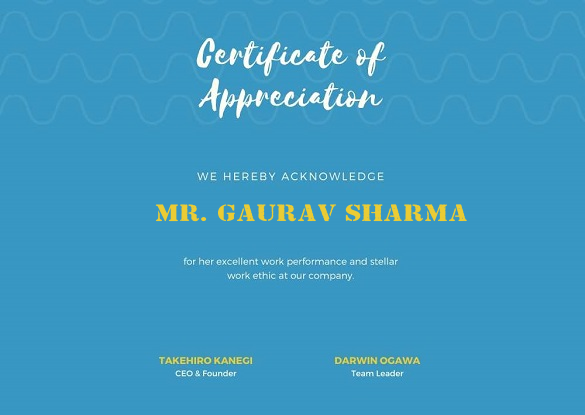 Certificate of
Appreciation
WE HEREBY ACKNOWLEDGE
MR. GAURAV SHARMA
for her excellent work performance and stellar
work ethic at our company.
TAKEHIRO KANEGI
CEO & Founder
DARWIN OGAWA
Team Leader